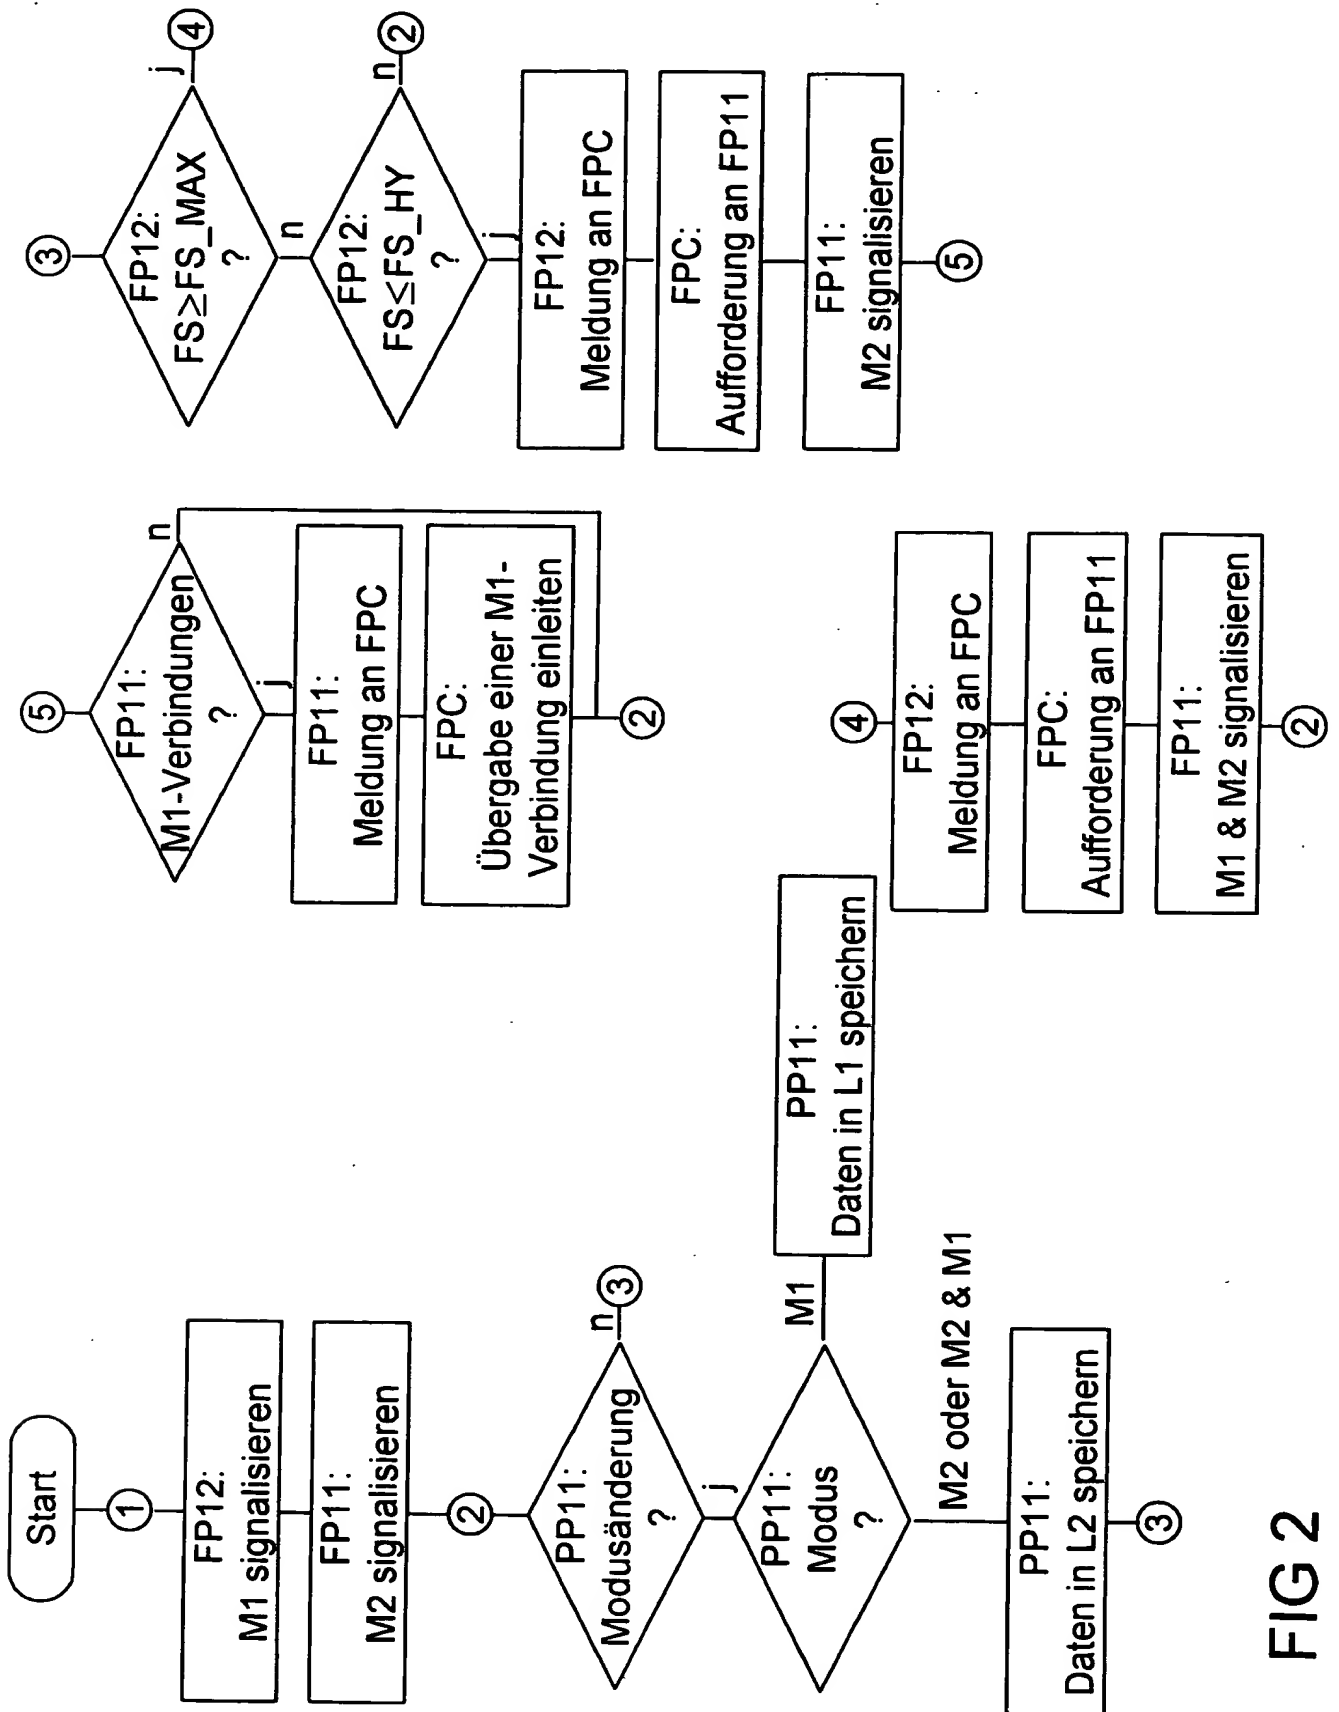 Start
1
FP12:
M1 signalisieren
FP11:
M2 signalisieren
2
PP11:
Modusänderung
?
n
3
j
PP11:
Modus
?
M1
PP11:
Daten in L1 speichern
M2 oder M2 & M1
PP11:
Daten in L2 speichern
3
5
FP11:
M1-Verbindungen
?
n
j
FP11:
Meldung an FPC
FPC:
Übergabe einer M1-
Verbindung einleiten
2
4
FP12:
Meldung an FPC
FPC:
Aufforderung an FP11
FP11:
M1 & M2 signalisieren
2
3
FP12:
FS≥FS_MAX
?
j
4
n
FP12:
FS≤FS_HY
?
n
2
j
FP12:
Meldung an FPC
FPC:
Aufforderung an FP11
FP11:
M2 signalisieren
5
FIG 2